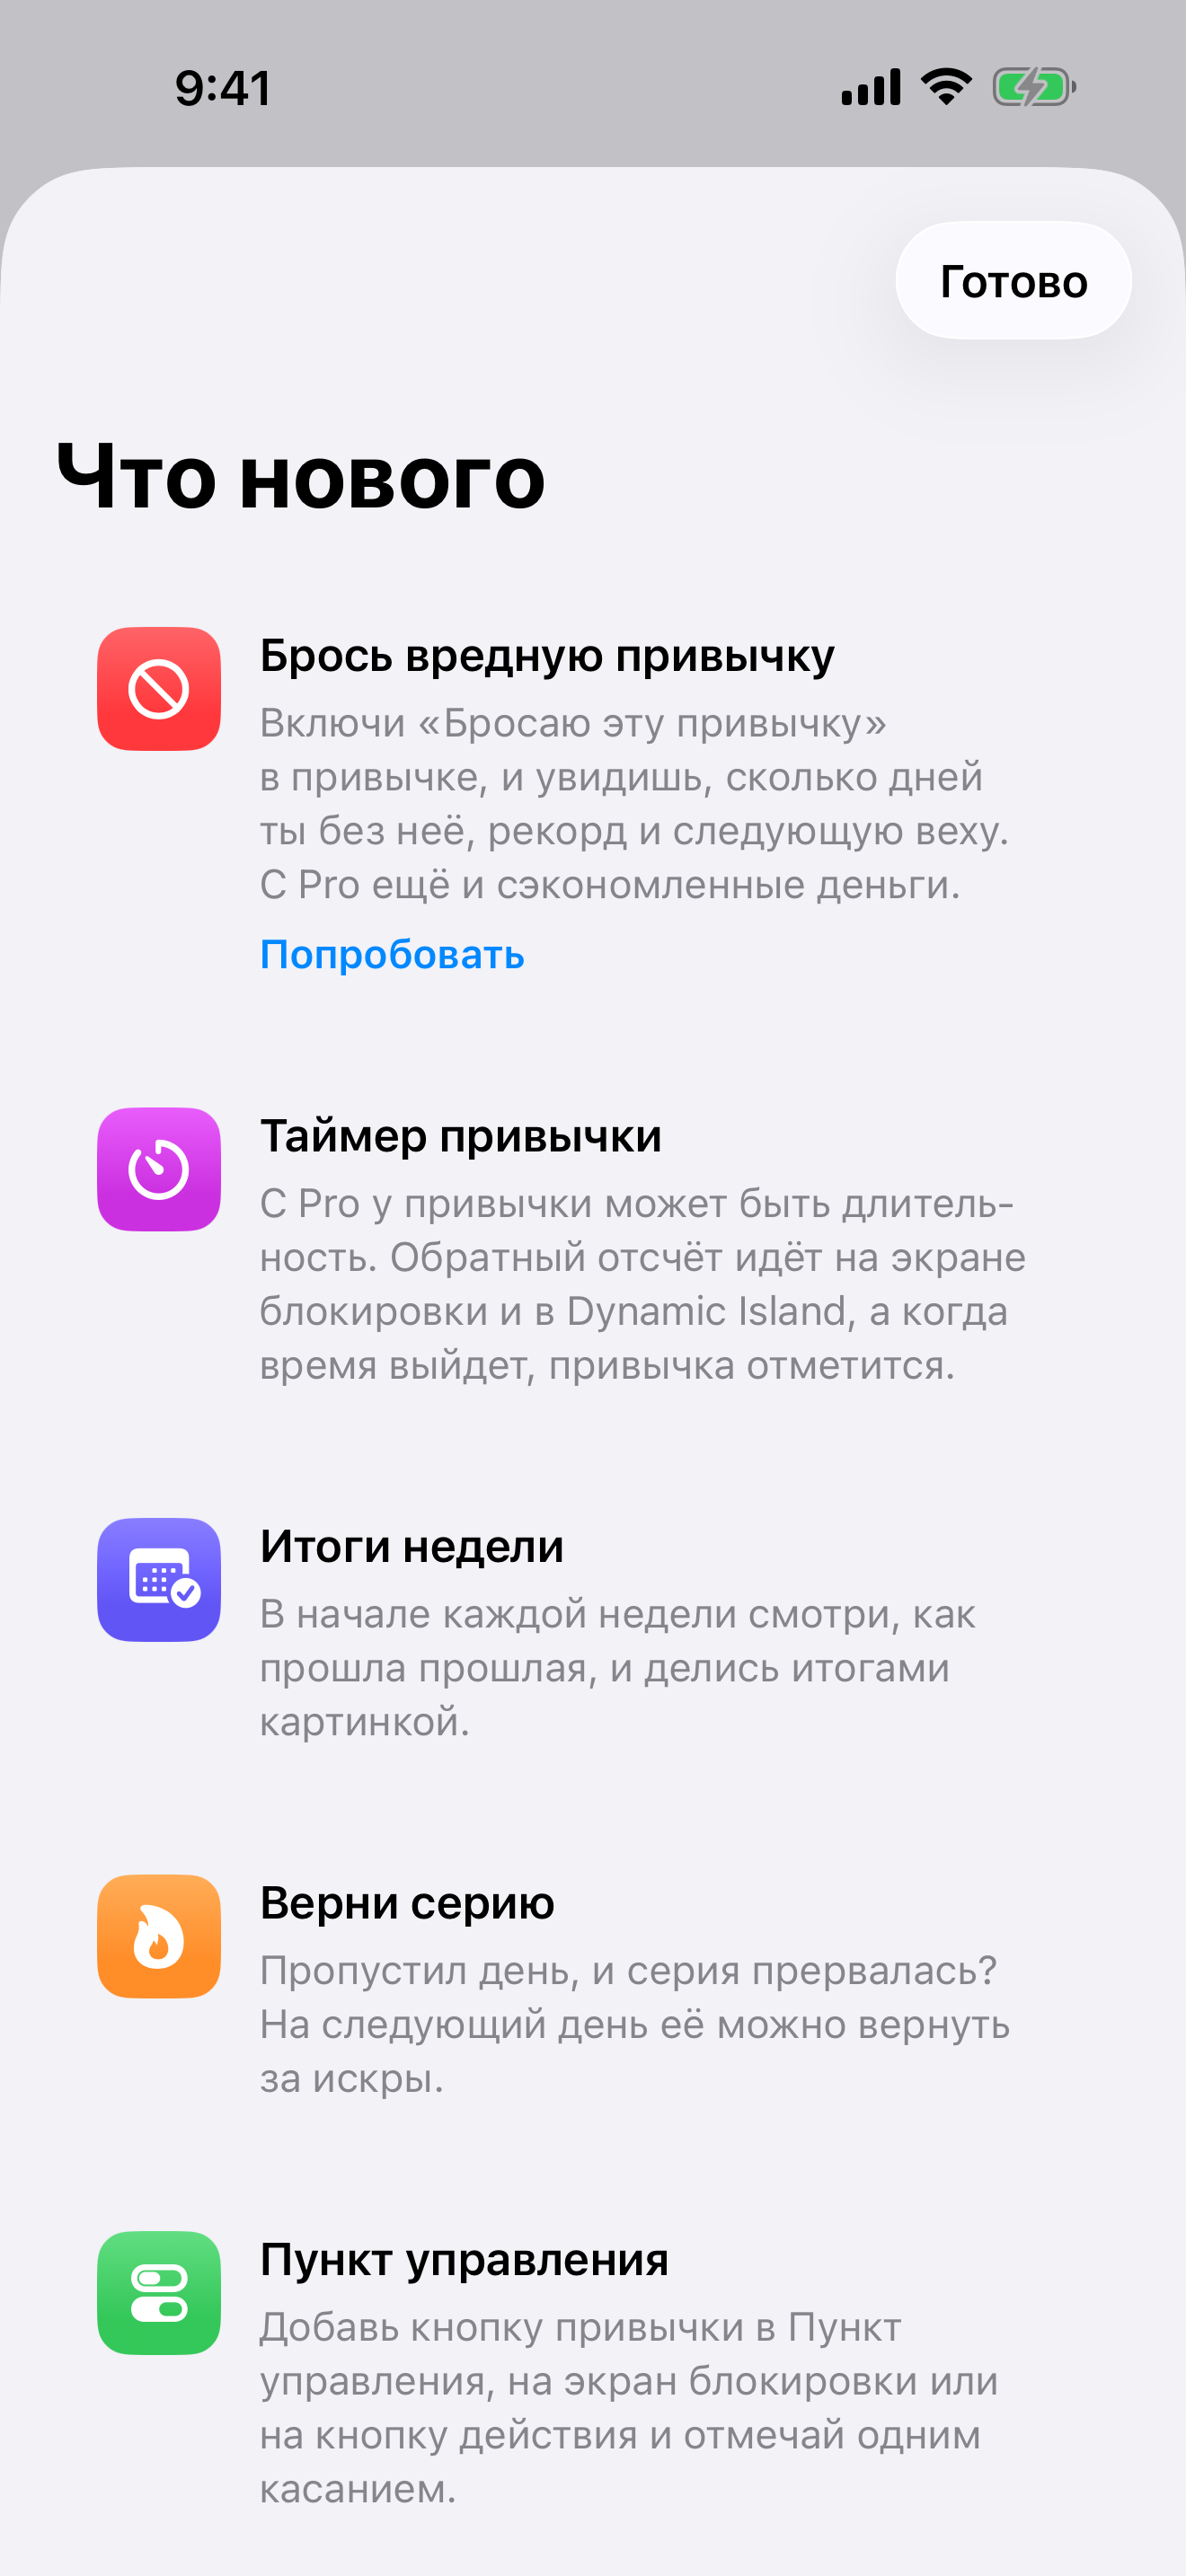 9:41
Готово
Что нового
Брось вредную привычку
Включи «Бросаю эту привычку»
в привычке, и увидишь, сколько дней
ты без неё, рекорд и следующую веху.
С Pro ещё и сэкономленные деньги.
Попробовать
Таймер привычки
С Pro у привычки может быть длитель-
ность. Обратный отсчёт идёт на экране
блокировки и в Dynamic Island, а когда
время выйдет, привычка отметится.
Итоги недели
В начале каждой недели смотри, как
прошла прошлая, и делись итогами
картинкой.
Верни серию
Пропустил день, и серия прервалась?
На следующий день её можно вернуть
за искры.
Пункт управления
Добавь кнопку привычки в Пункт
управления, на экран блокировки или
на кнопку действия и отмечай одним
касанием.